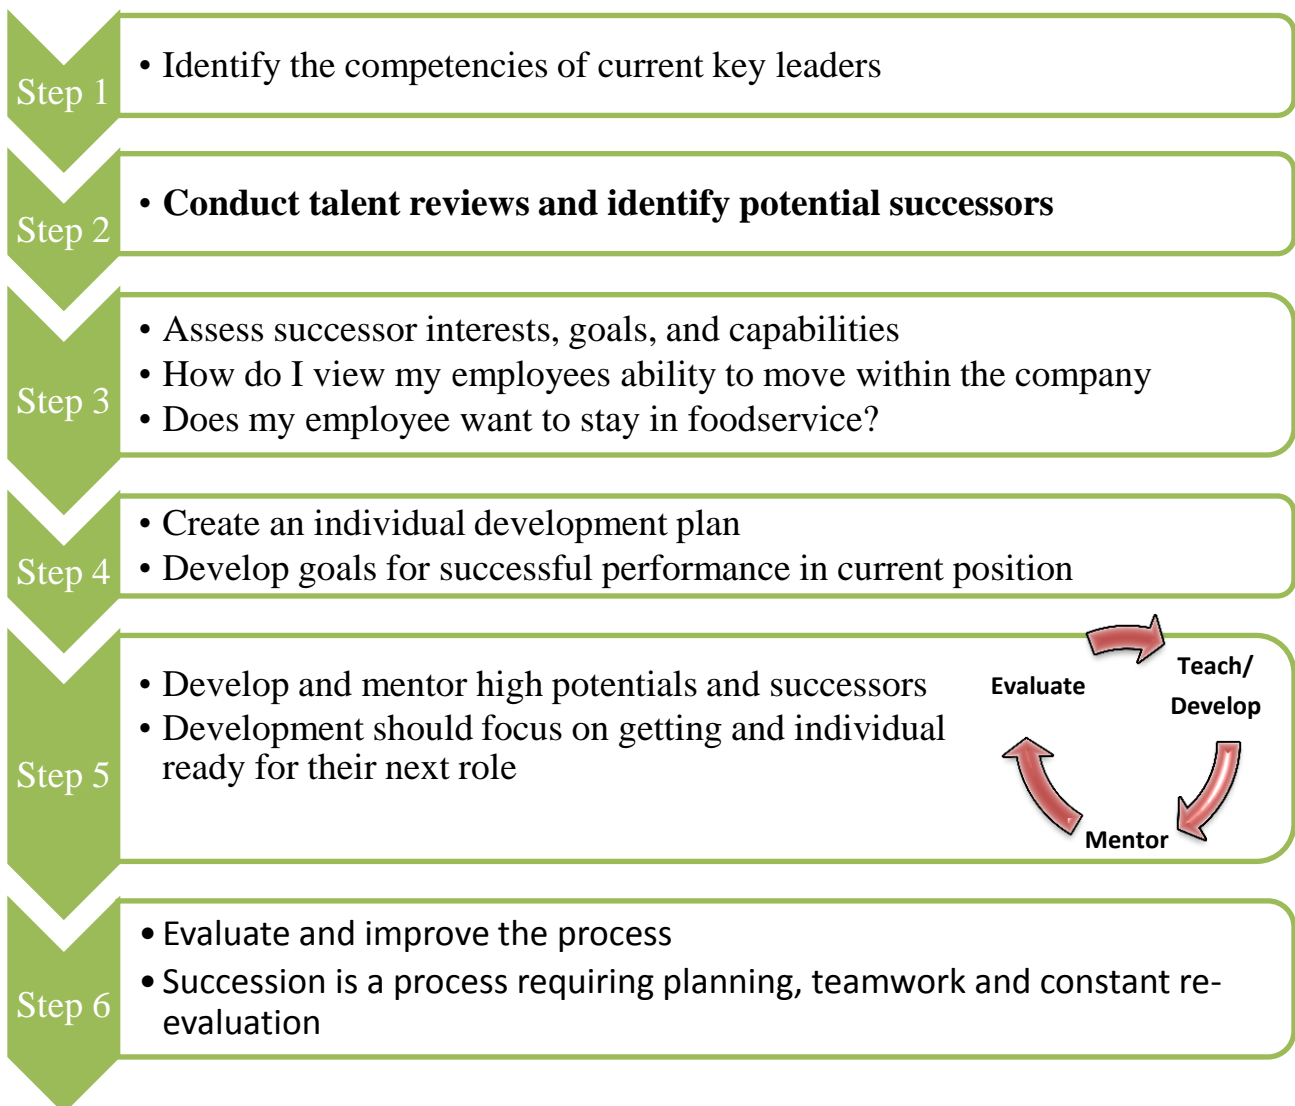 Step 1
• Identify the competencies of current key leaders
Step 2
• Conduct talent reviews and identify potential successors
Step 3
• Assess successor interests, goals, and capabilities
• How do I view my employees ability to move within the company
• Does my employee want to stay in foodservice?
Step 4
• Create an individual development plan
• Develop goals for successful performance in current position
Step 5
• Develop and mentor high potentials and successors
• Development should focus on getting and individual
ready for their next role
Evaluate
Teach/
Develop
Mentor
Step 6
• Evaluate and improve the process
• Succession is a process requiring planning, teamwork and constant re-
evaluation